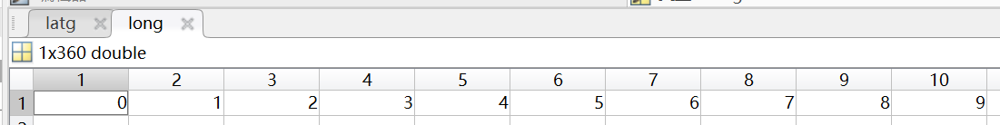 latg long
1x360 double
1 2 3 4 5 6 7 8 9 10
1 0 1 2 3 4 5 6 7 8 9